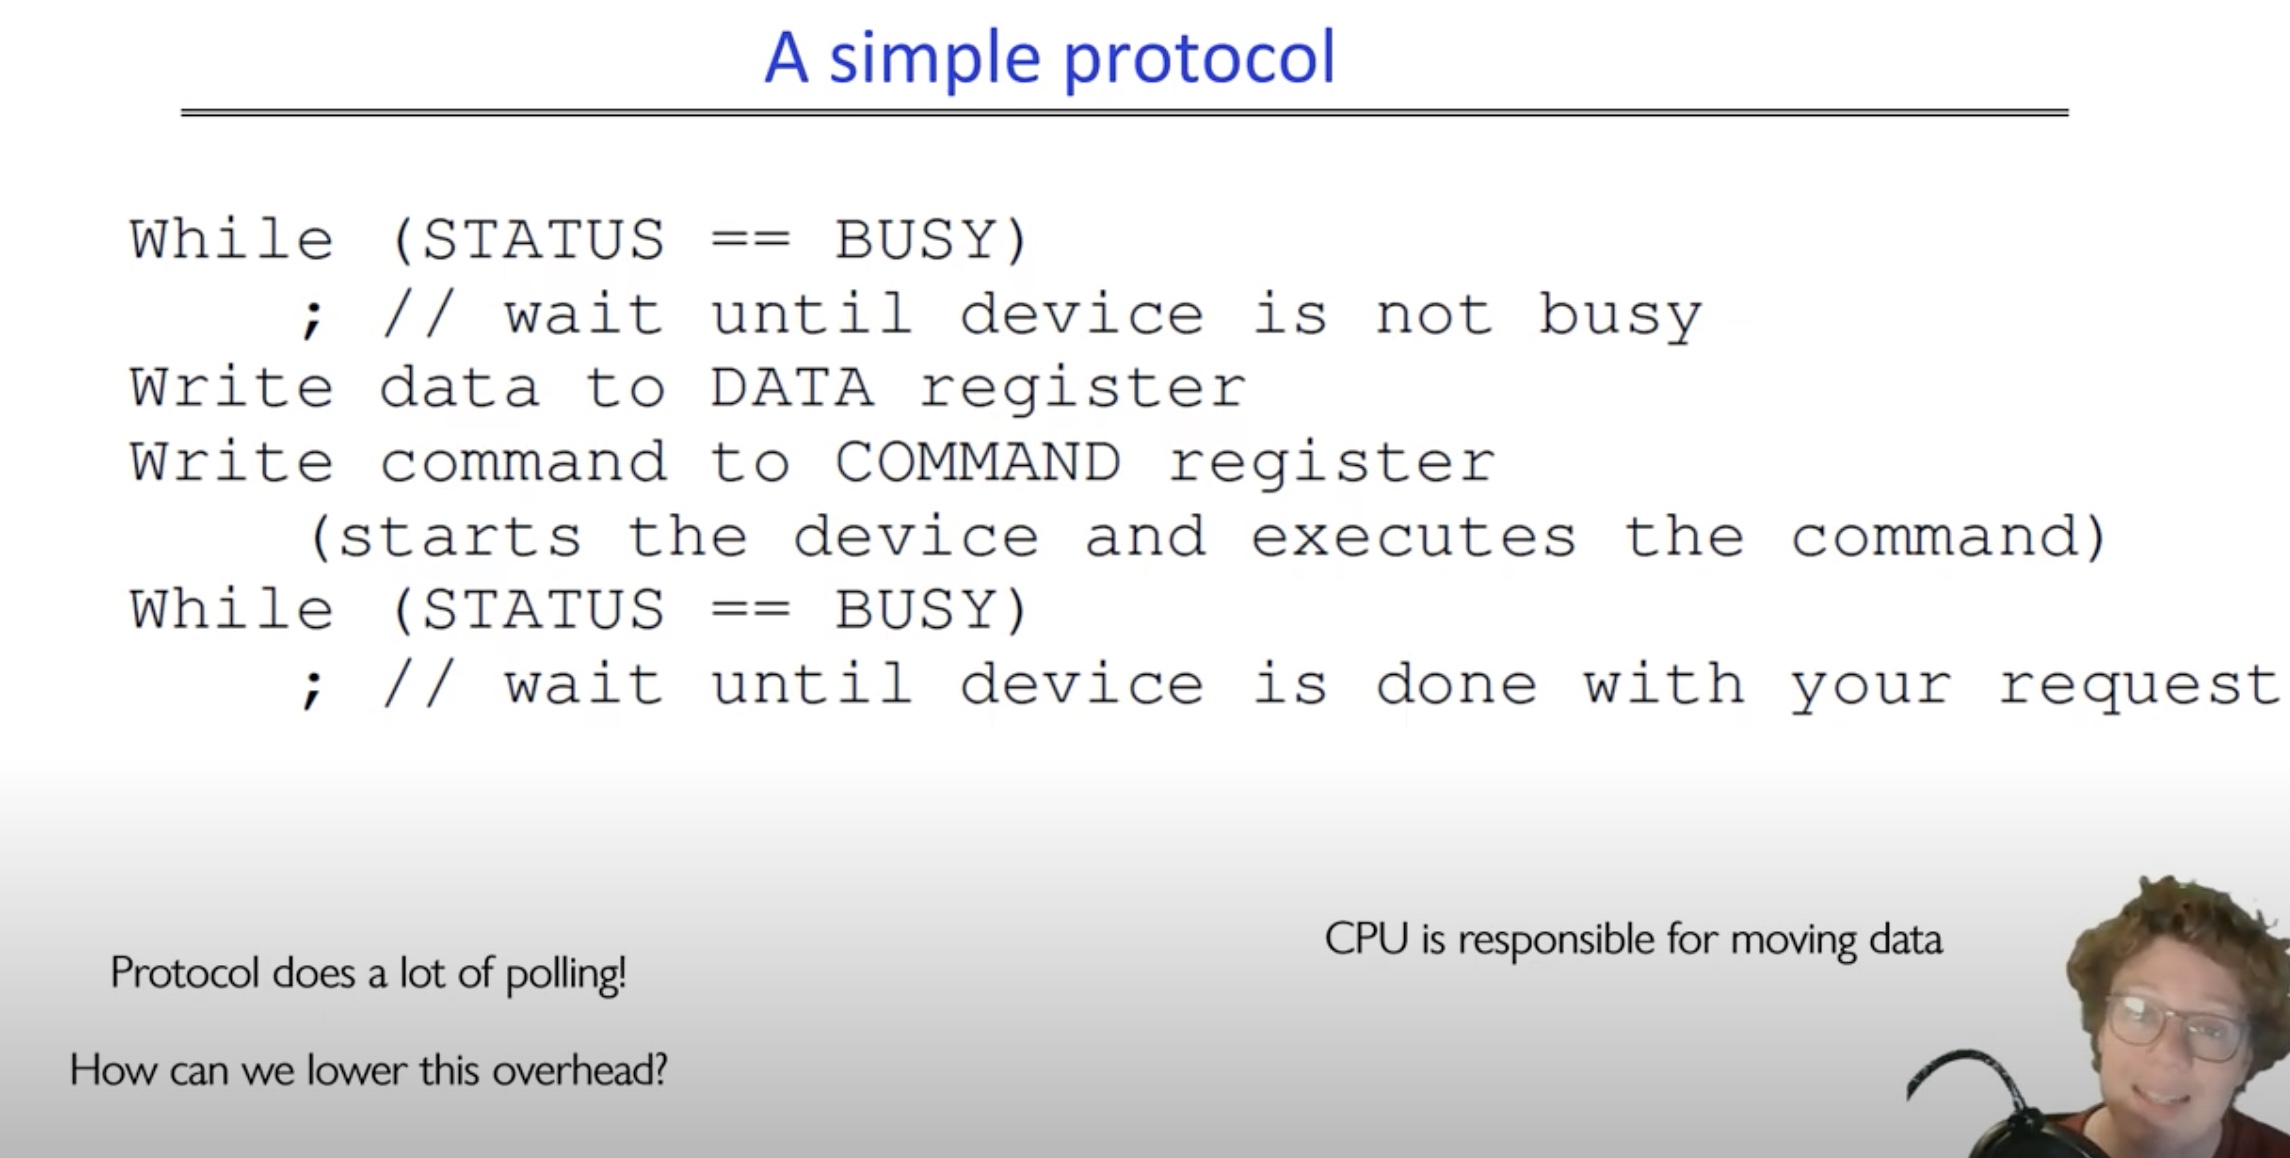 A simple protocol
While (STATUS == BUSY)
; // wait until device is not busy
Write data to DATA register
Write command to COMMAND register
(starts the device and executes the command)
While (STATUS == BUSY)
; // wait until device is done with your request
CPU is responsible for moving data
Protocol does a lot of polling!
How can we lower this overhead?